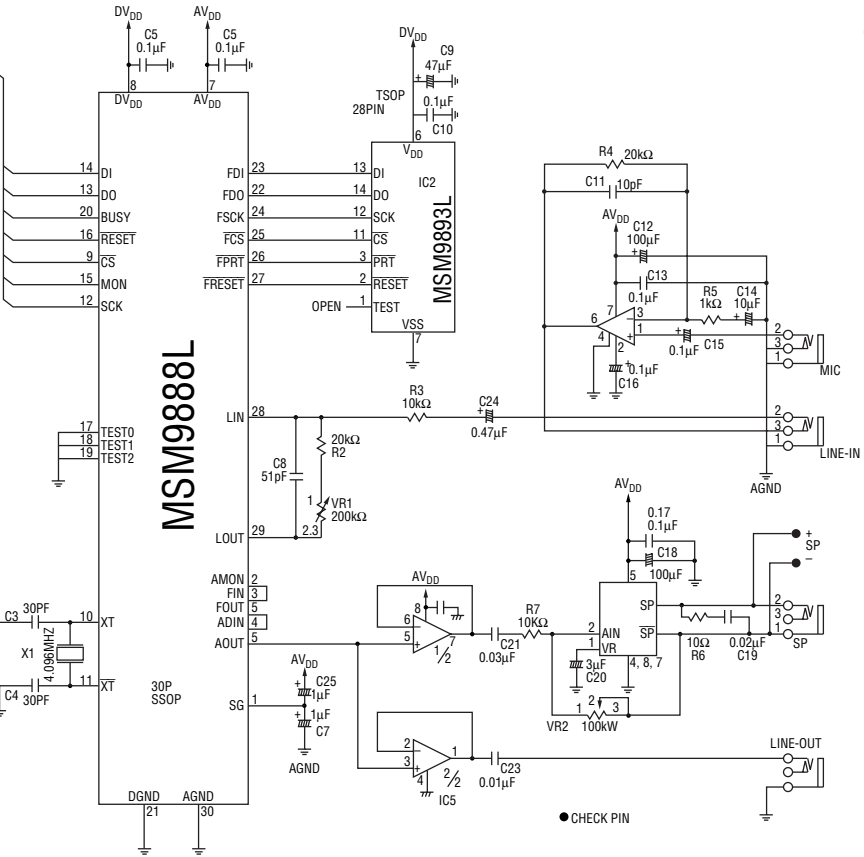 DVDD AVDD
C5 0.1µF
C5 0.1µF
8 7
DVDD AVDD
DVDD
C9
47µF
+
TSOP
28PIN
0.1µF
C10
6
VDD
IC2
MSM9893L
14 DI
13 DO
20 BUSY
16 RESET
9 CS
15 MON
12 SCK
FDI 23
FDO 22
FSCK 24
FCS 25
FPRT 26
FRESET 27
13 DI
14 DO
12 SCK
11 CS
3 PRT
2 RESET
OPEN 1 TEST
VSS
7
R4 20kΩ
C11 10pF
AVDD
C12
100µF
+
C13
0.1µF
R5
1kΩ
C14
10µF
+
6 7 − 3
+ 1
4 2
+
0.1µF C15
+
0.1µF
C16
2
3
1
MIC
MSM9888L
17 TEST0
18 TEST1
19 TEST2
LIN 28
R3
10kΩ
C24
+
0.47µF
20kΩ
R2
C8
51pF
1 VR1
200kΩ
2.3
LOUT 29
2
3
1
LINE-IN
AGND
AVDD
0.17
0.1µF
C18
100µF
5
+
SP
−
AMON 2
FIN 3
FOUT 5
ADIN 4
AOUT 5
AVDD
8
6 −
5 +
7
1/2
C21
0.03µF
R7
10KΩ
2 AIN
1 VR
SP
SP
4, 8, 7
3µF
C20
10Ω
R6
0.02µF
C19
2
3
1
SP
C3 30PF
10 XT
X1
4.096MHZ
C4 30PF
11 XT
30P
SSOP
SG 1
AVDD
+ C25
1µF
+ 1µF
C7
AGND
VR2
1 2 3
100kW
2 −
3 +
1
4
2/2
IC5
C23
0.01µF
LINE-OUT
DGND AGND
21 30
CHECK PIN